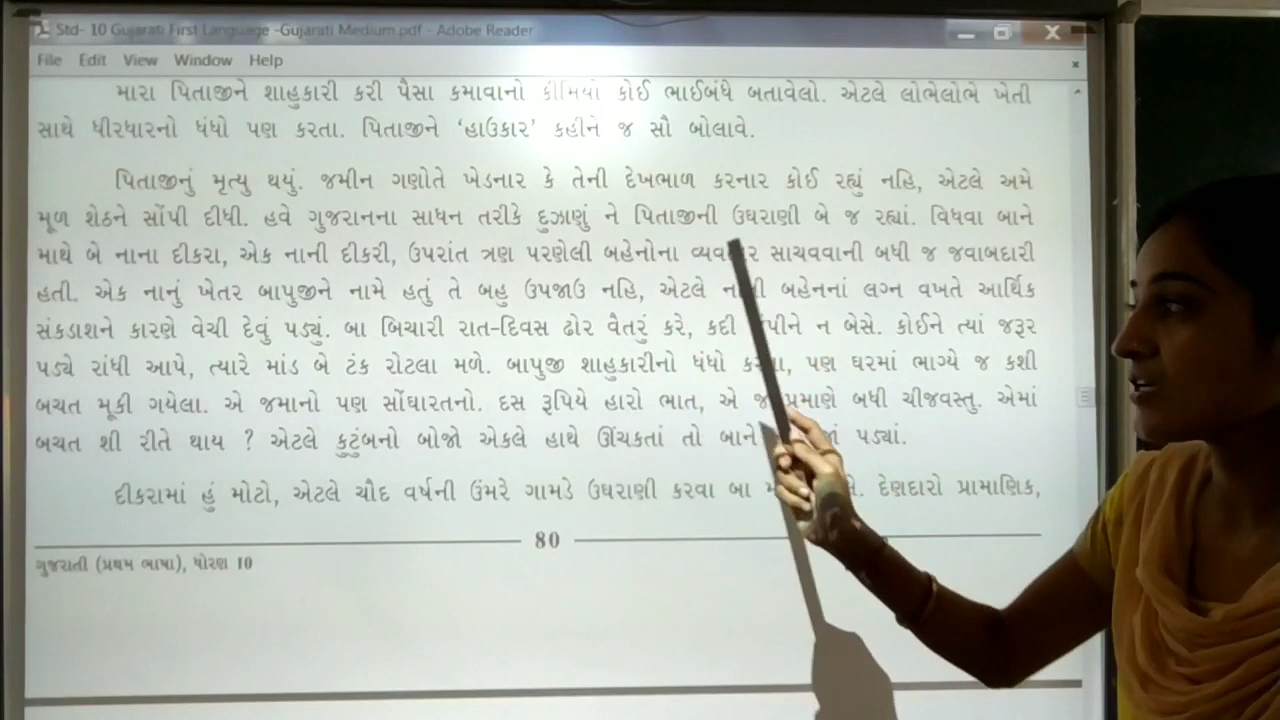 Std- 10 Gujarati First Language -Gujarati Medium.pdf - Adobe Reader
File Edit View Window Help
મારા પિતાજીને શાહુકારી કરી પૈસા કમાવાનો કીમિયો કોઈ ભાઈબંધે બતાવેલો. એટલે લોભેલોભે ખેતી
સાથે ધીરધારનો ધંધો પણ કરતા. પિતાજીને ‘હાઉકાર’ કહીને જ સૌ બોલાવે.
પિતાજીનું મૃત્યુ થયું. જમીન ગણોતે ખેડનાર કે તેની દેખભાળ કરનાર કોઈ રહ્યું નહિ, એટલે અમે
મૂળ શેઠને સોંપી દીધી. હવે ગુજરાનના સાધન તરીકે દુઝાણું ને પિતાજીની ઉઘરાણી બે જ રહ્યાં. વિધવા બાને
માથે બે નાના દીકરા, એક નાની દીકરી, ઉપરાંત ત્રણ પરણેલી બહેનોના સાચવવાની બધી જ જવાબદારી
હતી. એક નાનું ખેતર બાપુજીને નામે હતું તે બહુ ઉપજાઉ નહિ, એટલે બહેનનાં લગ્ન વખતે આર્થિક
સંકડાશને કારણે વેચી દેવું પડ્યું. બા બિચારી રાત-દિવસ ઢોર વૈતરું કરે, કદી ન બેસે. કોઈને ત્યાં જરૂર
પડ્યે રાંધી આપે, ત્યારે માંડ બે ટંક રોટલા મળે. બાપુજી શાહુકારીનો ધંધો પણ ઘરમાં ભાગ્યે જ કશી
બચત મૂકી ગયેલા. એ જમાનો પણ સોંઘારતનો. દસ રૂપિયે હારો ભાત, એ જ પ્રમાણે બધી ચીજવસ્તુ. એમાં
બચત શી રીતે થાય ? એટલે કુટુંબનો બોજો એકલે હાથે ઊંચકતાં તો બાને પડ્યાં.
દીકરામાં હું મોટો, એટલે ચૌદ વર્ષની ઉંમરે ગામડે ઉઘરાણી કરવા બા દેણદારો પ્રામાણિક,
80
ગુજરાતી (પ્રથમ ભાષા), ધોરણ 10